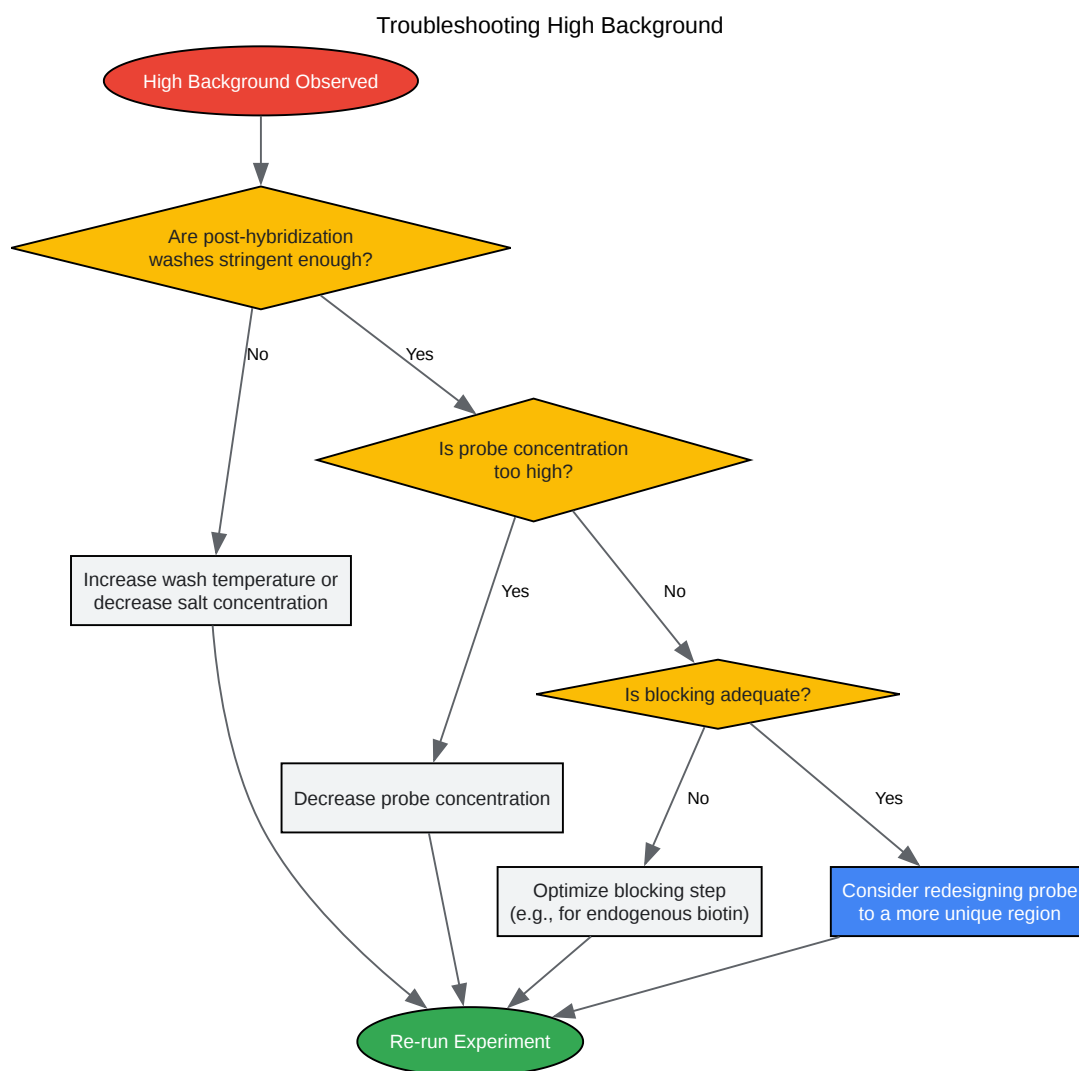 Troubleshooting High Background
High Background Observed
Are post-hybridization
washes stringent enough?
No
Yes
Is probe concentration
too high?
Increase wash temperature or
decrease salt concentration
Yes
No
Is blocking adequate?
Decrease probe concentration
No
Yes
Optimize blocking step
(e.g., for endogenous biotin)
Consider redesigning probe
to a more unique region
Re-run Experiment